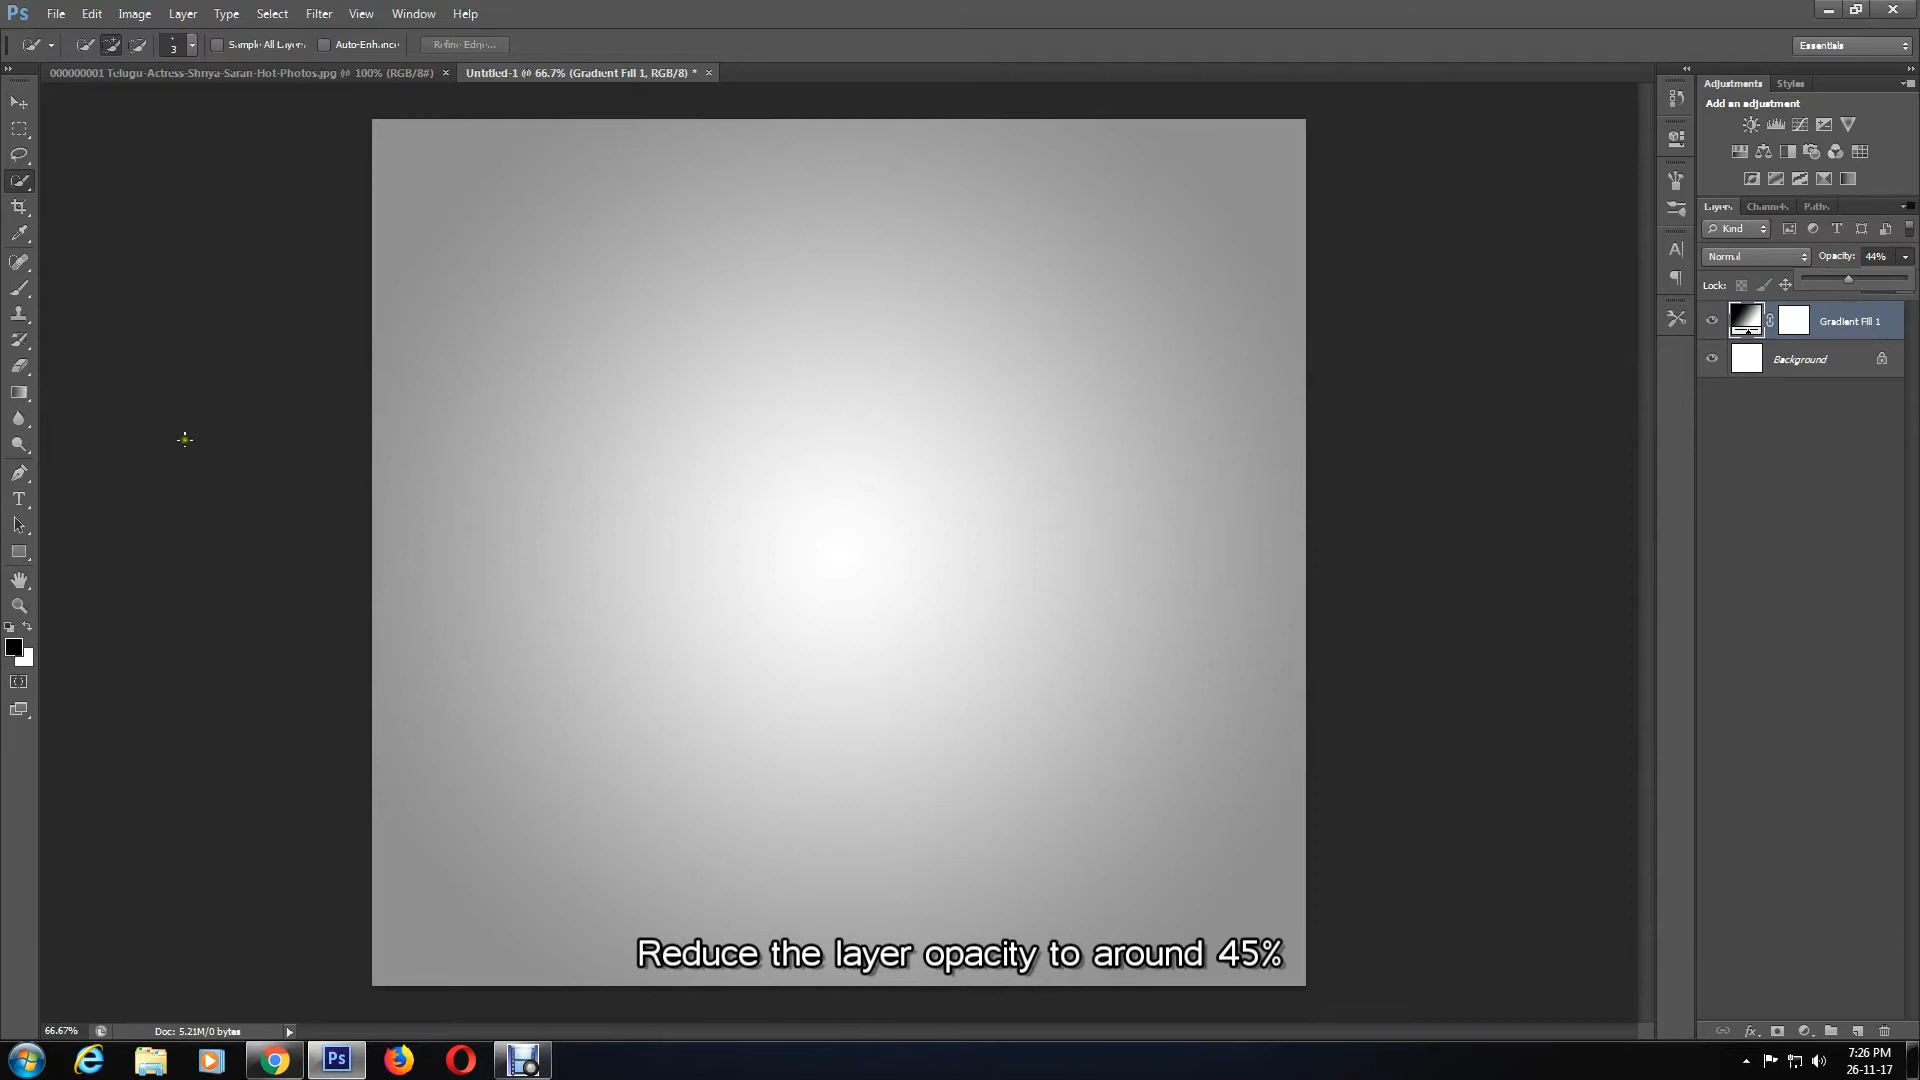 Ps File Edit Image Layer Type Select Filter View Window Help
3 Sample All Layers Auto-Enhance Refine Edge... Essentials
000000001 Telugu-Actress-Shriya-Saran-Hot-Photos.jpg @ 100% (RGB/8#) × Untitled-1 @ 66.7% (Gradient Fill 1, RGB/8) * ×
Adjustments Styles
Add an adjustment
Layers Channels Paths
Kind
Normal Opacity: 44%
Lock:
Gradient Fill 1
Background
Reduce the layer opacity to around 45%
66.67% Doc: 5.21M/0 bytes
Ps
7:26 PM
26-11-17